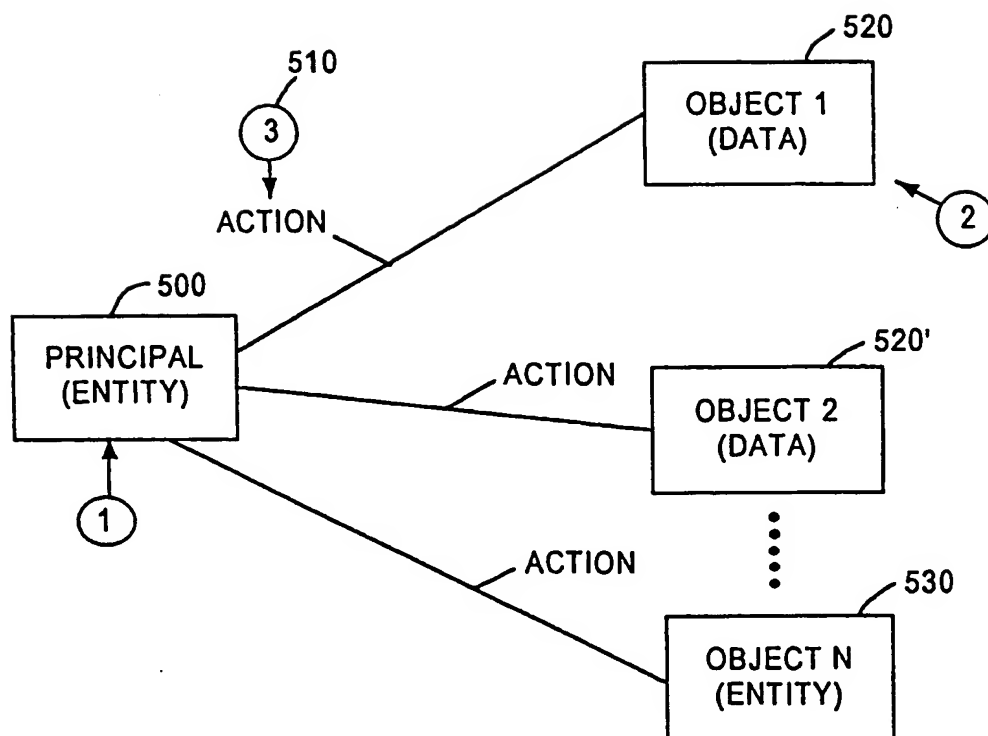 520
510
OBJECT 1
(DATA)
3
2
ACTION
500
PRINCIPAL
(ENTITY)
520'
ACTION
OBJECT 2
(DATA)
1
ACTION
530
OBJECT N
(ENTITY)